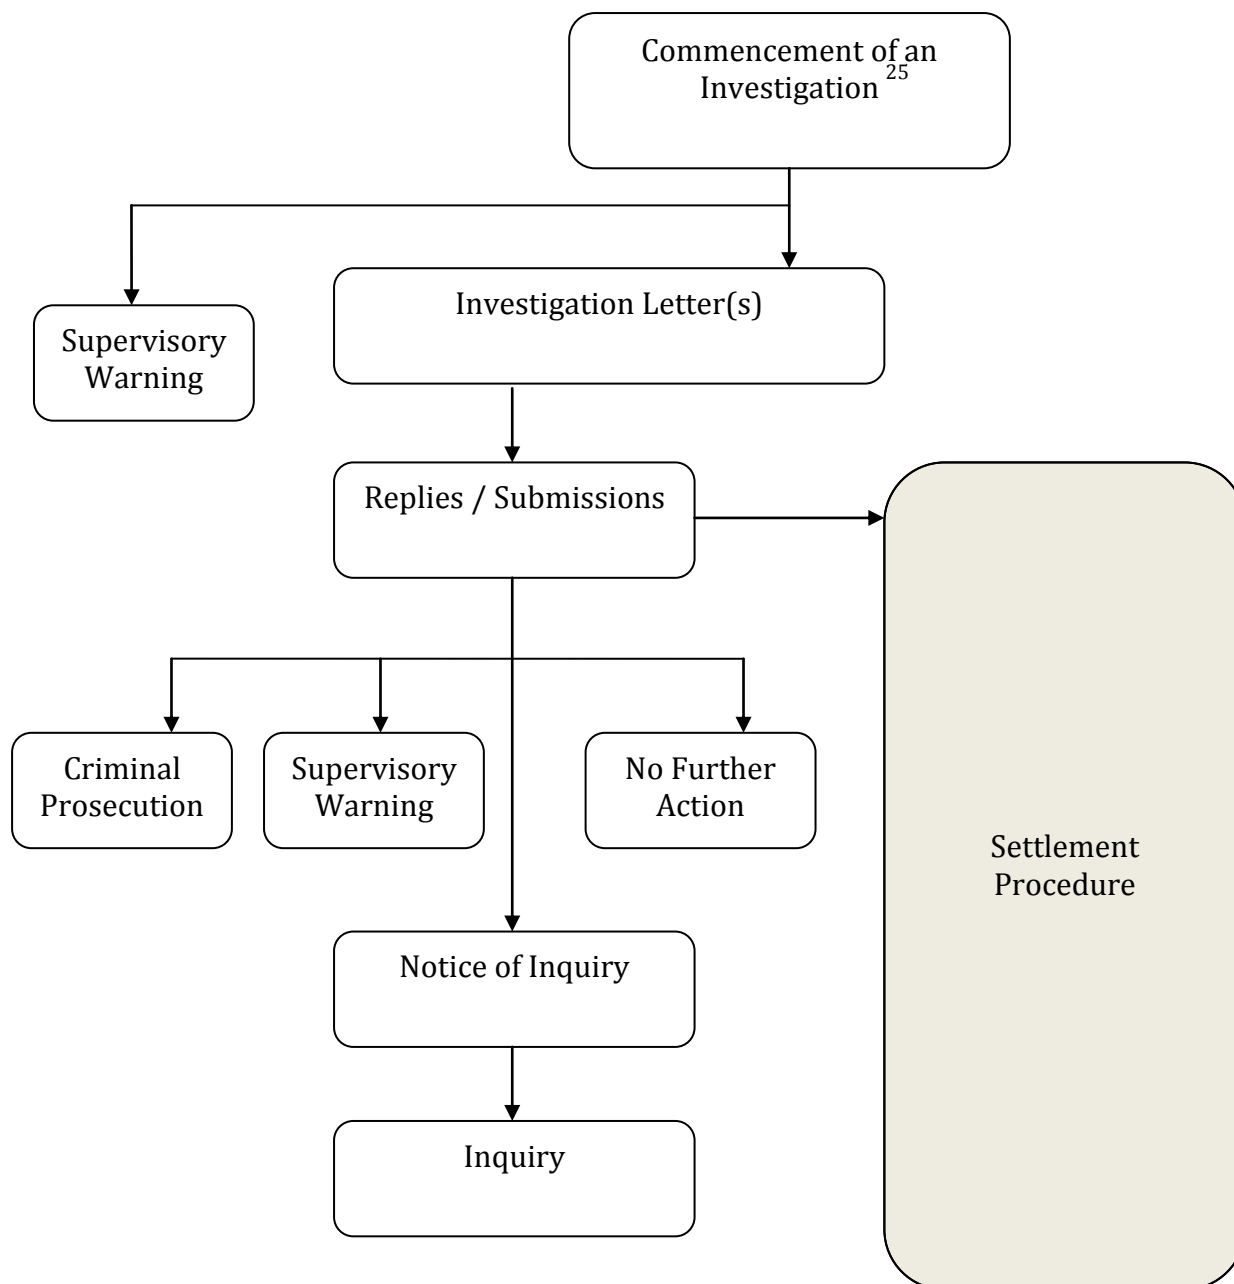 Commencement of an
Investigation 25
Investigation Letter(s)
Supervisory
Warning
Replies / Submissions
Criminal
Prosecution
Supervisory
Warning
No Further
Action
Settlement
Procedure
Notice of Inquiry
Inquiry